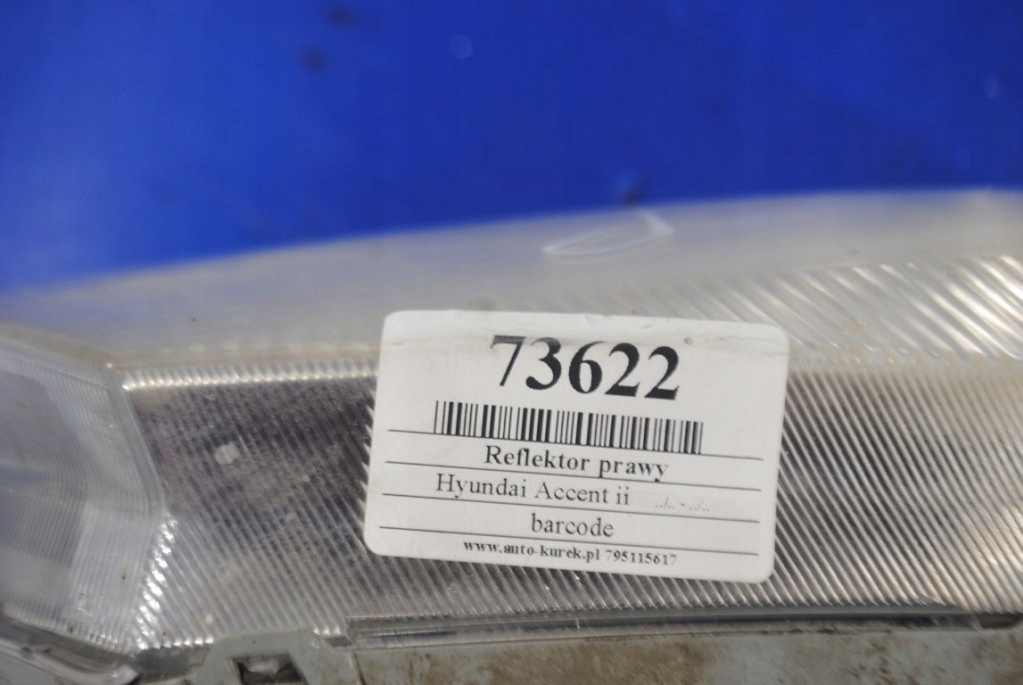 73622
Reflektor prawy
Hyundai Accent ii ../.. - ../..
barcode
www.auto-kurek.pl 795115617